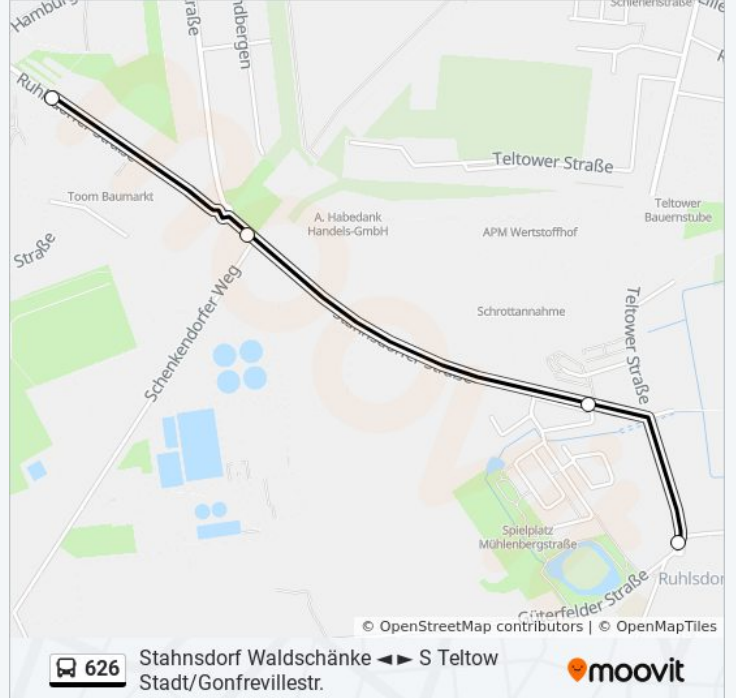 Hamburg
raße
ndbergen
Schienenstraße
Ruhlsdorfer Straße
Teltower Straße
Toom Baumarkt
Teltower
Bauernstube
A. Habedank
Handels-GmbH
APM Wertstoffhof
Straße
Schenkendorfer Weg
Schrottannahme
Teltower Straße
Stahnsdorfer Straße
Spielplatz
Mühlenbergstraße
Ruhlsdor
Güterfelder Straße
© OpenStreetMap contributors | © OpenMapTiles
626
Stahnsdorf Waldschänke ◄► S Teltow
Stadt/Gonfrevillestr.
moovit